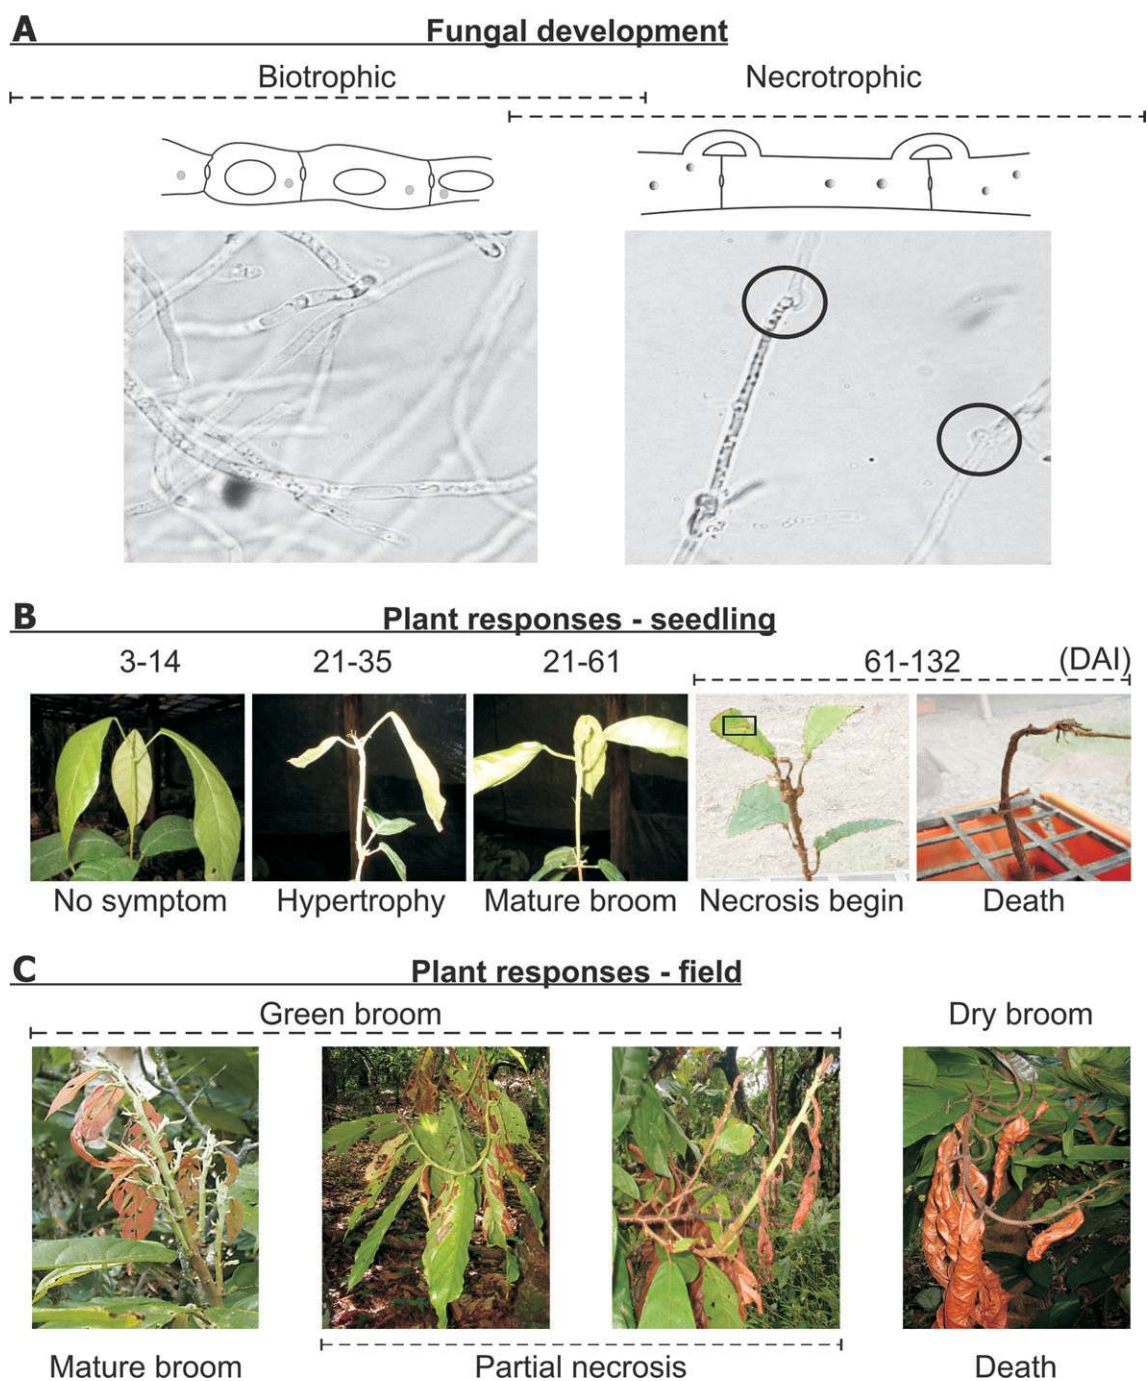 A Fungal development
Biotrophic Necrotrophic
B Plant responses - seedling
3-14 21-35 21-61 61-132 (DAI)
No symptom Hypertrophy Mature broom Necrosis begin Death
C Plant responses - field
Green broom Dry broom
Mature broom Partial necrosis Death